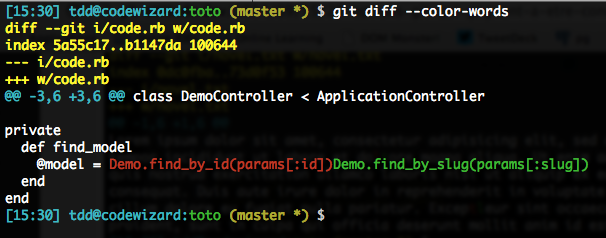 [15:30] tdd@codewizard:toto (master *) $ git diff --color-words
diff --git i/code.rb w/code.rb
index 5a55c17..b1147da 100644
--- i/code.rb
+++ w/code.rb
@@ -3,6 +3,6 @@ class DemoController < ApplicationController

private
  def find_model
    @model = Demo.find_by_id(params[:id])Demo.find_by_slug(params[:slug])
  end
end
[15:30] tdd@codewizard:toto (master *) $